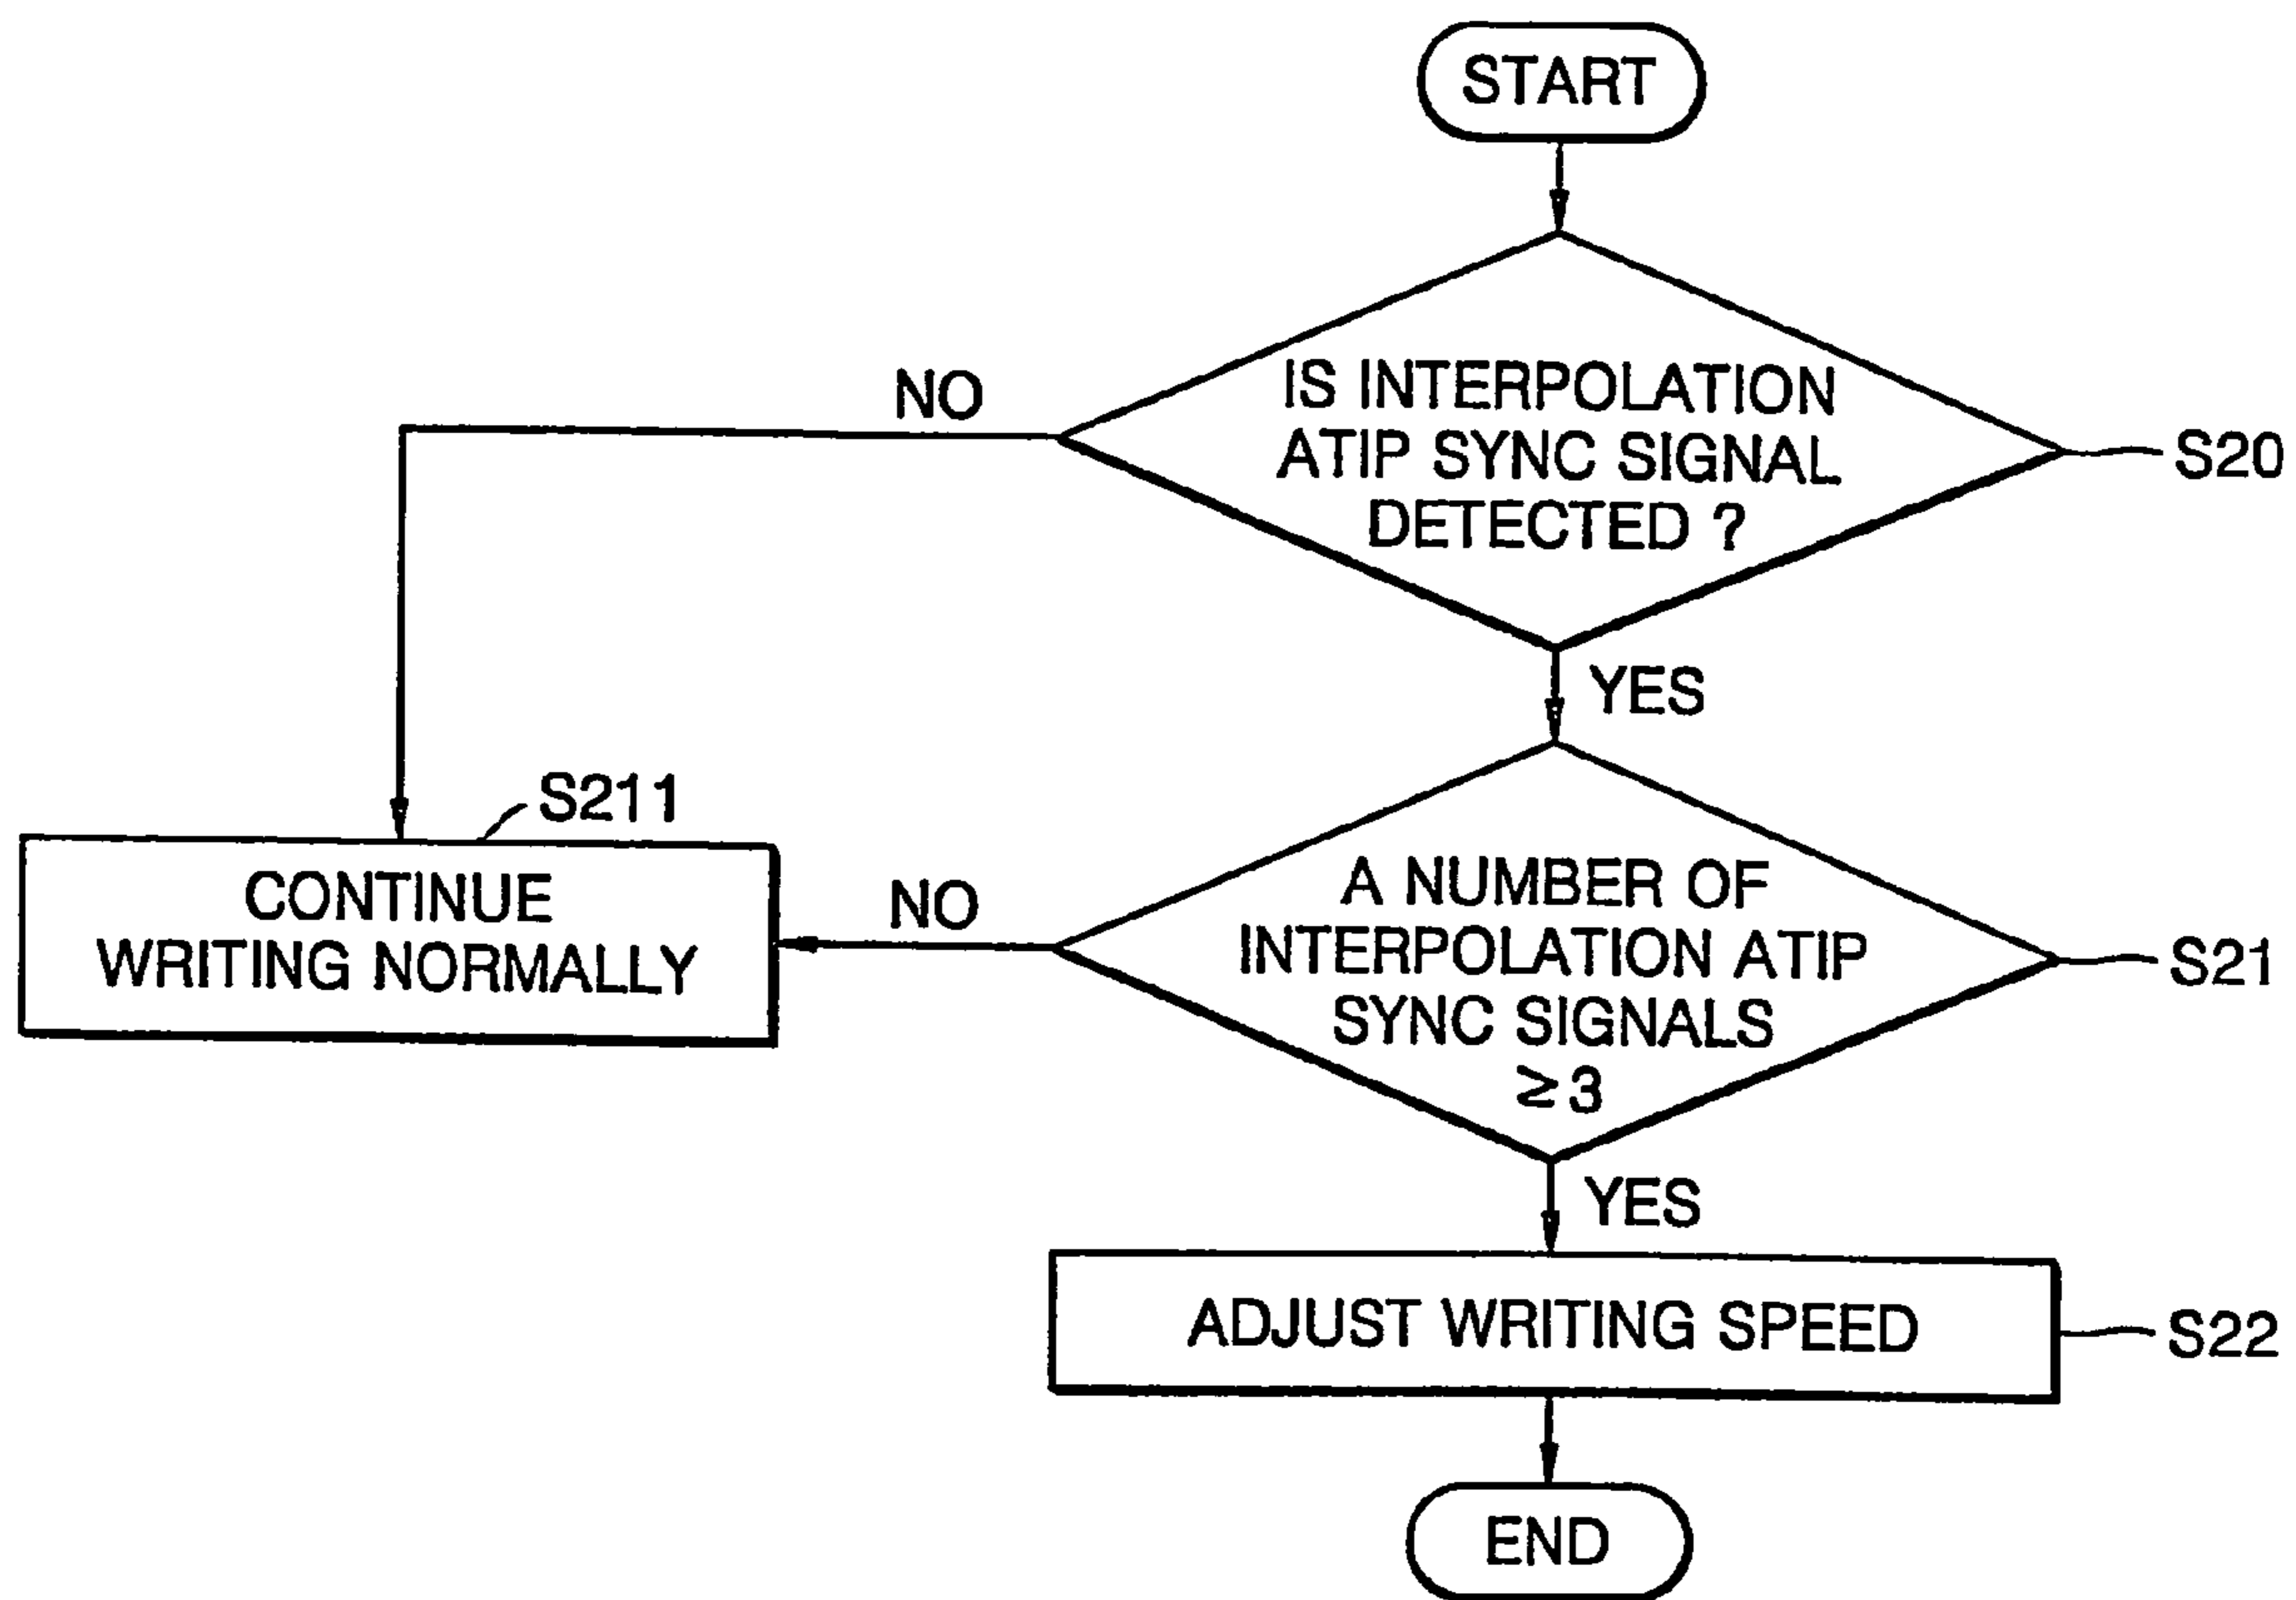 START
NO
IS INTERPOLATION
ATIP SYNC SIGNAL
DETECTED ?
S20
YES
S211
CONTINUE
WRITING NORMALLY
NO
A NUMBER OF
INTERPOLATION ATIP
SYNC SIGNALS
≥ 3
S21
YES
ADJUST WRITING SPEED
S22
END